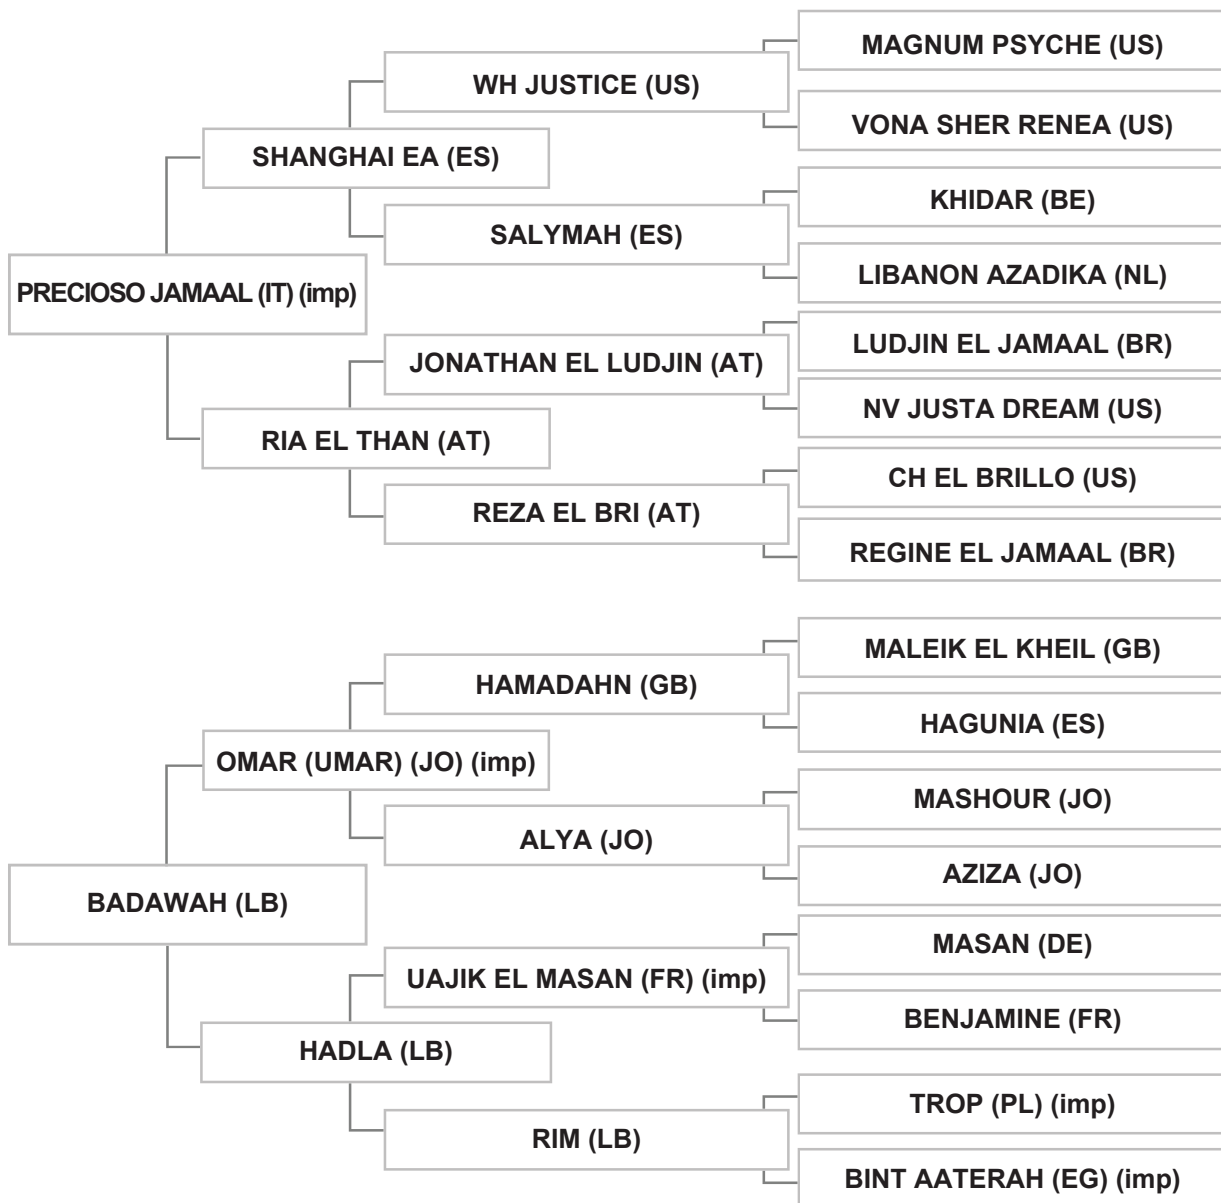 MAGNUM PSYCHE (US)
WH JUSTICE (US)
VONA SHER RENEA (US)
SHANGHAI EA (ES)
KHIDAR (BE)
SALYMAH (ES)
LIBANON AZADIKA (NL)
PRECIOSO JAMAAL (IT) (imp)
LUDJIN EL JAMAAL (BR)
JONATHAN EL LUDJIN (AT)
NV JUSTA DREAM (US)
RIA EL THAN (AT)
CH EL BRILLO (US)
REZA EL BRI (AT)
REGINE EL JAMAAL (BR)
MALEIK EL KHEIL (GB)
HAMADAHN (GB)
HAGUNIA (ES)
OMAR (UMAR) (JO) (imp)
MASHOUR (JO)
ALYA (JO)
AZIZA (JO)
BADAWAH (LB)
MASAN (DE)
UAJIK EL MASAN (FR) (imp)
BENJAMINE (FR)
HADLA (LB)
TROP (PL) (imp)
RIM (LB)
BINT AATERAH (EG) (imp)